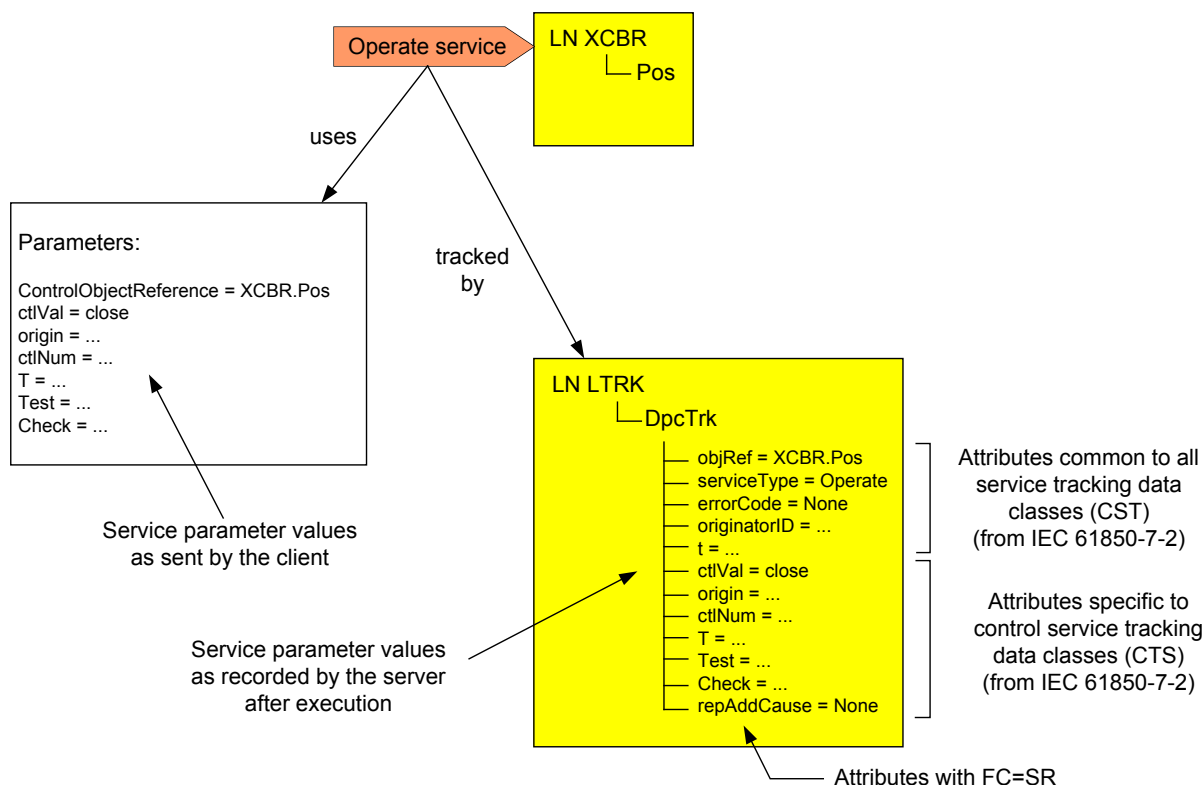 Operate service
LN XCBR
Pos
uses
Parameters:
ControlObjectReference = XCBR.Pos
ctlVal = close
origin = ...
ctlNum = ...
T = ...
Test = ...
Check = ...
tracked
by
Service parameter values
as sent by the client
LN LTRK
DpcTrk
objRef = XCBR.Pos
serviceType = Operate
errorCode = None
originatorID = ...
t = ...
ctlVal = close
origin = ...
ctlNum = ...
T = ...
Test = ...
Check = ...
repAddCause = None
Attributes common to all
service tracking data
classes (CST)
(from IEC 61850-7-2)
Attributes specific to
control service tracking
data classes (CTS)
(from IEC 61850-7-2)
Service parameter values
as recorded by the server
after execution
Attributes with FC=SR